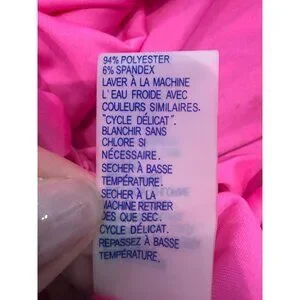 94% POLYESTER
6% SPANDEX
LAVER À LA MACHINE
L'EAU FROIDE AVEC
COULEURS SIMILAIRES.
"CYCLE DÉLICAT".
BLANCHIR SANS
CHLORE SI
NÉCESSAIRE.
SECHER À BASSE
TEMPÉRATURE.
SECHER À LA
MACHINE RETIRER
DES QUE SEC.
CYCLE DÉLICAT.
REPASSEZ À BASSE
TEMPÉRATURE.